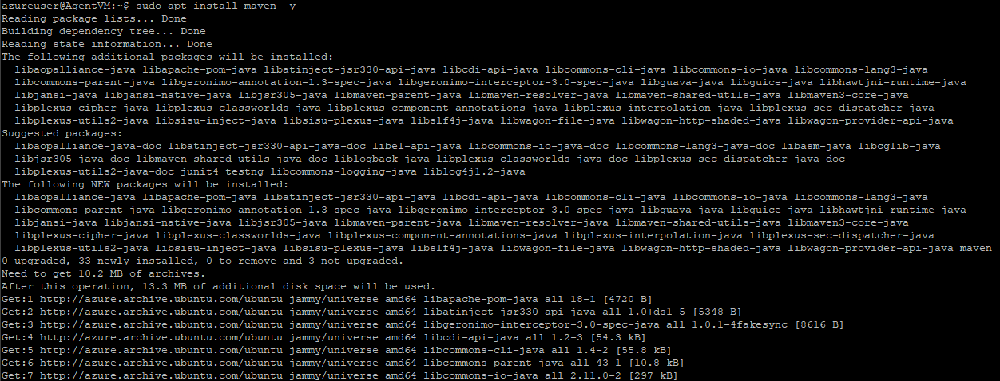 azureuser@AgentVM:~$ sudo apt install maven -y
Reading package lists... Done
Building dependency tree... Done
Reading state information... Done
The following additional packages will be installed:
  libaopalliance-java libapache-pom-java libatinject-jsr330-api-java libcdi-api-java libcommons-cli-java libcommons-io-java libcommons-lang3-java
  libcommons-parent-java libgeronimo-annotation-1.3-spec-java libgeronimo-interceptor-3.0-spec-java libguava-java libguice-java libhawtjni-runtime-java
  libjansi-java libjansi-native-java libjsr305-java libmaven-parent-java libmaven-resolver-java libmaven-shared-utils-java libmaven3-core-java
  libplexus-cipher-java libplexus-classworlds-java libplexus-component-annotations-java libplexus-interpolation-java libplexus-sec-dispatcher-java
  libplexus-utils2-java libsisu-inject-java libsisu-plexus-java libslf4j-java libwagon-file-java libwagon-http-shaded-java libwagon-provider-api-java
Suggested packages:
  libaopalliance-java-doc libatinject-jsr330-api-java-doc libel-api-java libcommons-io-java-doc libcommons-lang3-java-doc libasm-java libcglib-java
  libjsr305-java-doc libmaven-shared-utils-java-doc liblogback-java libplexus-classworlds-java-doc libplexus-sec-dispatcher-java-doc
  libplexus-utils2-java-doc junit4 testng libcommons-logging-java liblog4j1.2-java
The following NEW packages will be installed:
  libaopalliance-java libapache-pom-java libatinject-jsr330-api-java libcdi-api-java libcommons-cli-java libcommons-io-java libcommons-lang3-java
  libcommons-parent-java libgeronimo-annotation-1.3-spec-java libgeronimo-interceptor-3.0-spec-java libguava-java libguice-java libhawtjni-runtime-java
  libjansi-java libjansi-native-java libjsr305-java libmaven-parent-java libmaven-resolver-java libmaven-shared-utils-java libmaven3-core-java
  libplexus-cipher-java libplexus-classworlds-java libplexus-component-annotations-java libplexus-interpolation-java libplexus-sec-dispatcher-java
  libplexus-utils2-java libsisu-inject-java libsisu-plexus-java libslf4j-java libwagon-file-java libwagon-http-shaded-java libwagon-provider-api-java maven
0 upgraded, 33 newly installed, 0 to remove and 3 not upgraded.
Need to get 10.2 MB of archives.
After this operation, 13.3 MB of additional disk space will be used.
Get:1 http://azure.archive.ubuntu.com/ubuntu jammy/universe amd64 libapache-pom-java all 18-1 [4720 B]
Get:2 http://azure.archive.ubuntu.com/ubuntu jammy/universe amd64 libatinject-jsr330-api-java all 1.0+ds1-5 [5348 B]
Get:3 http://azure.archive.ubuntu.com/ubuntu jammy/universe amd64 libgeronimo-interceptor-3.0-spec-java all 1.0.1-4fakesync [8616 B]
Get:4 http://azure.archive.ubuntu.com/ubuntu jammy/universe amd64 libcdi-api-java all 1.2-3 [54.3 kB]
Get:5 http://azure.archive.ubuntu.com/ubuntu jammy/universe amd64 libcommons-cli-java all 1.4-2 [55.8 kB]
Get:6 http://azure.archive.ubuntu.com/ubuntu jammy/universe amd64 libcommons-parent-java all 43-1 [10.8 kB]
Get:7 http://azure.archive.ubuntu.com/ubuntu jammy/universe amd64 libcommons-io-java all 2.11.0-2 [297 kB]